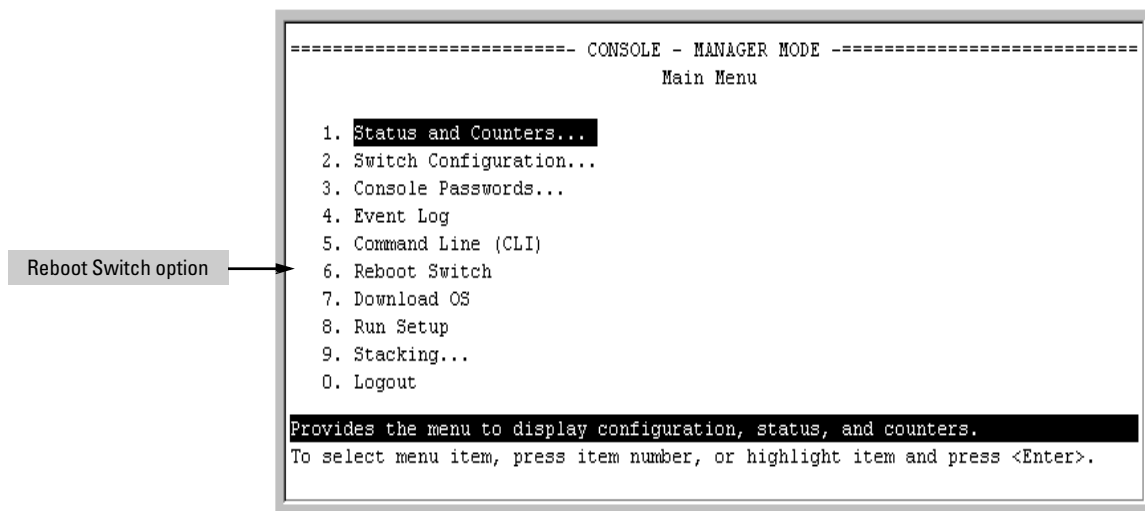 ===========================- CONSOLE - MANAGER MODE -============================
Main Menu
1. Status and Counters...
2. Switch Configuration...
3. Console Passwords...
4. Event Log
5. Command Line (CLI)
Reboot Switch option
6. Reboot Switch
7. Download OS
8. Run Setup
9. Stacking...
0. Logout
Provides the menu to display configuration, status, and counters.
To select menu item, press item number, or highlight item and press <Enter>.